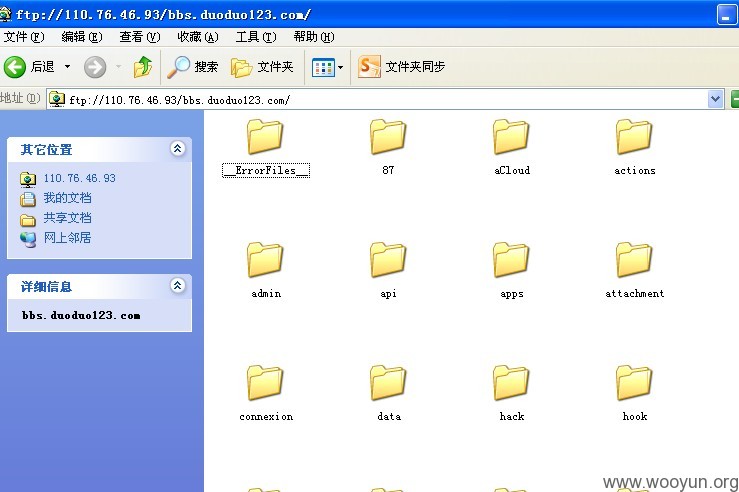 ftp://110.76.46.93/bbs.duoduo123.com/
文件(F) 编辑(E) 查看(V) 收藏(A) 工具(T) 帮助(H)
后退 搜索 文件夹 文件夹同步
地址(D) ftp://110.76.46.93/bbs.duoduo123.com/
其它位置
110.76.46.93
我的文档
共享文档
网上邻居
详细信息
bbs.duoduo123.com
__ErrorFiles__ 87 aCloud actions
admin api apps attachment
connexion data hack hook
www.wooyun.org